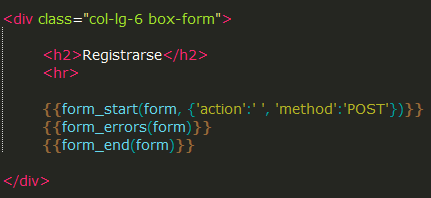 <div class="col-lg-6 box-form">
<h2>Registrarse</h2>
<hr>
{{form_start(form, {'action':' ', 'method':'POST'})}}
{{form_errors(form)}}
{{form_end(form)}}
</div>